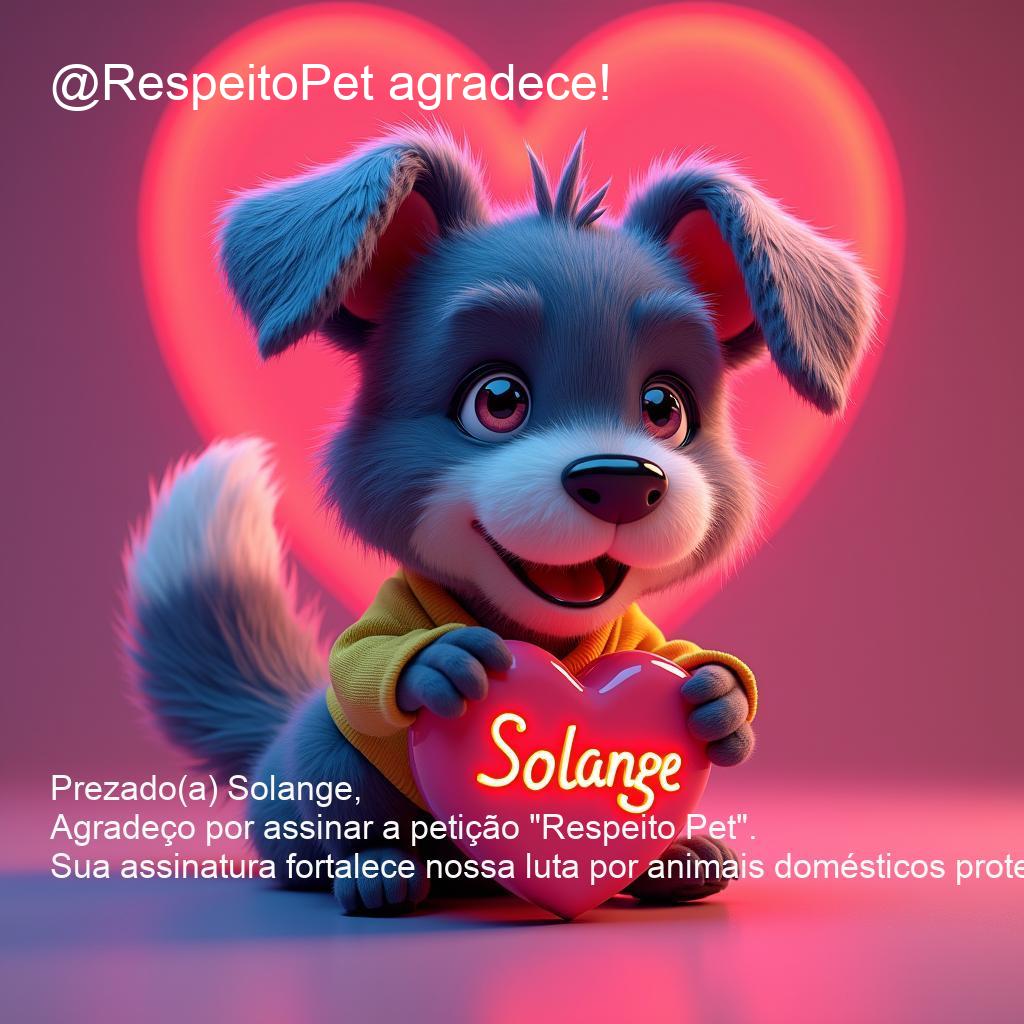 @RespeitoPet agradece!
Solange
Prezado(a) Solange,
Agradeço por assinar a petição "Respeito Pet".
Sua assinatura fortalece nossa luta por animais domésticos prote